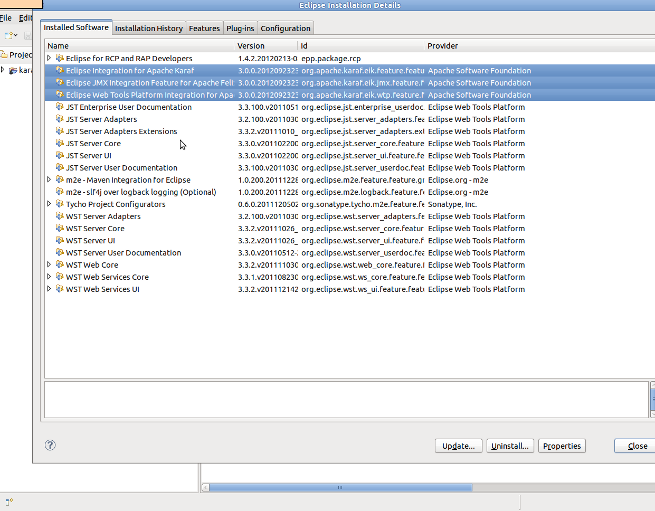 Eclipse Installation Details
File Edit
Installed Software Installation History Features Plug-ins Configuration
Name Version Id Provider
Eclipse for RCP and RAP Developers 1.4.2.20120213-0 epp.package.rcp
Eclipse Integration for Apache Karaf 3.0.0.2012092323 org.apache.karaf.eik.feature.featu Apache Software Foundation
Eclipse JMX Integration Feature for Apache Feli 3.0.0.2012092323 org.apache.karaf.eik.jmx.feature.f Apache Software Foundation
Eclipse Web Tools Platform Integration for Apa 3.0.0.2012092323 org.apache.karaf.eik.wtp.feature.f Apache Software Foundation
JST Enterprise User Documentation 3.3.100.v2011051 org.eclipse.jst.enterprise_userdoc Eclipse Web Tools Platform
JST Server Adapters 3.2.100.v2011030 org.eclipse.jst.server_adapters.fea Eclipse Web Tools Platform
JST Server Adapters Extensions 3.3.2.v20111010_ org.eclipse.jst.server_adapters.ext Eclipse Web Tools Platform
JST Server Core 3.3.0.v201102200 org.eclipse.jst.server_core.feature Eclipse Web Tools Platform
JST Server UI 3.3.0.v201102200 org.eclipse.jst.server_ui.feature.fe Eclipse Web Tools Platform
JST Server User Documentation 3.3.100.v2011030 org.eclipse.jst.server_userdoc.feat Eclipse Web Tools Platform
m2e - Maven Integration for Eclipse 1.0.200.20111228 org.eclipse.m2e.feature.feature.gr Eclipse.org - m2e
m2e - slf4j over logback logging (Optional) 1.0.200.20111228 org.eclipse.m2e.logback.feature.f Eclipse.org - m2e
Tycho Project Configurators 0.6.0.2011120502 org.sonatype.tycho.m2e.feature.f Sonatype, Inc.
WST Server Adapters 3.2.100.v2011030 org.eclipse.wst.server_adapters.fe Eclipse Web Tools Platform
WST Server Core 3.3.2.v20111026_ org.eclipse.wst.server_core.featur Eclipse Web Tools Platform
WST Server UI 3.3.2.v20111026_ org.eclipse.wst.server_ui.feature.f Eclipse Web Tools Platform
WST Server User Documentation 3.3.0.v20110512- org.eclipse.wst.server_userdoc.fe Eclipse Web Tools Platform
WST Web Core 3.3.2.v201111030 org.eclipse.wst.web_core.feature.f Eclipse Web Tools Platform
WST Web Services Core 3.3.1.v201108230 org.eclipse.wst.ws_core.feature.fe Eclipse Web Tools Platform
WST Web Services UI 3.3.2.v201112142 org.eclipse.wst.ws_ui.feature.feat Eclipse Web Tools Platform
Projec
kara
Update... Uninstall... Properties Close